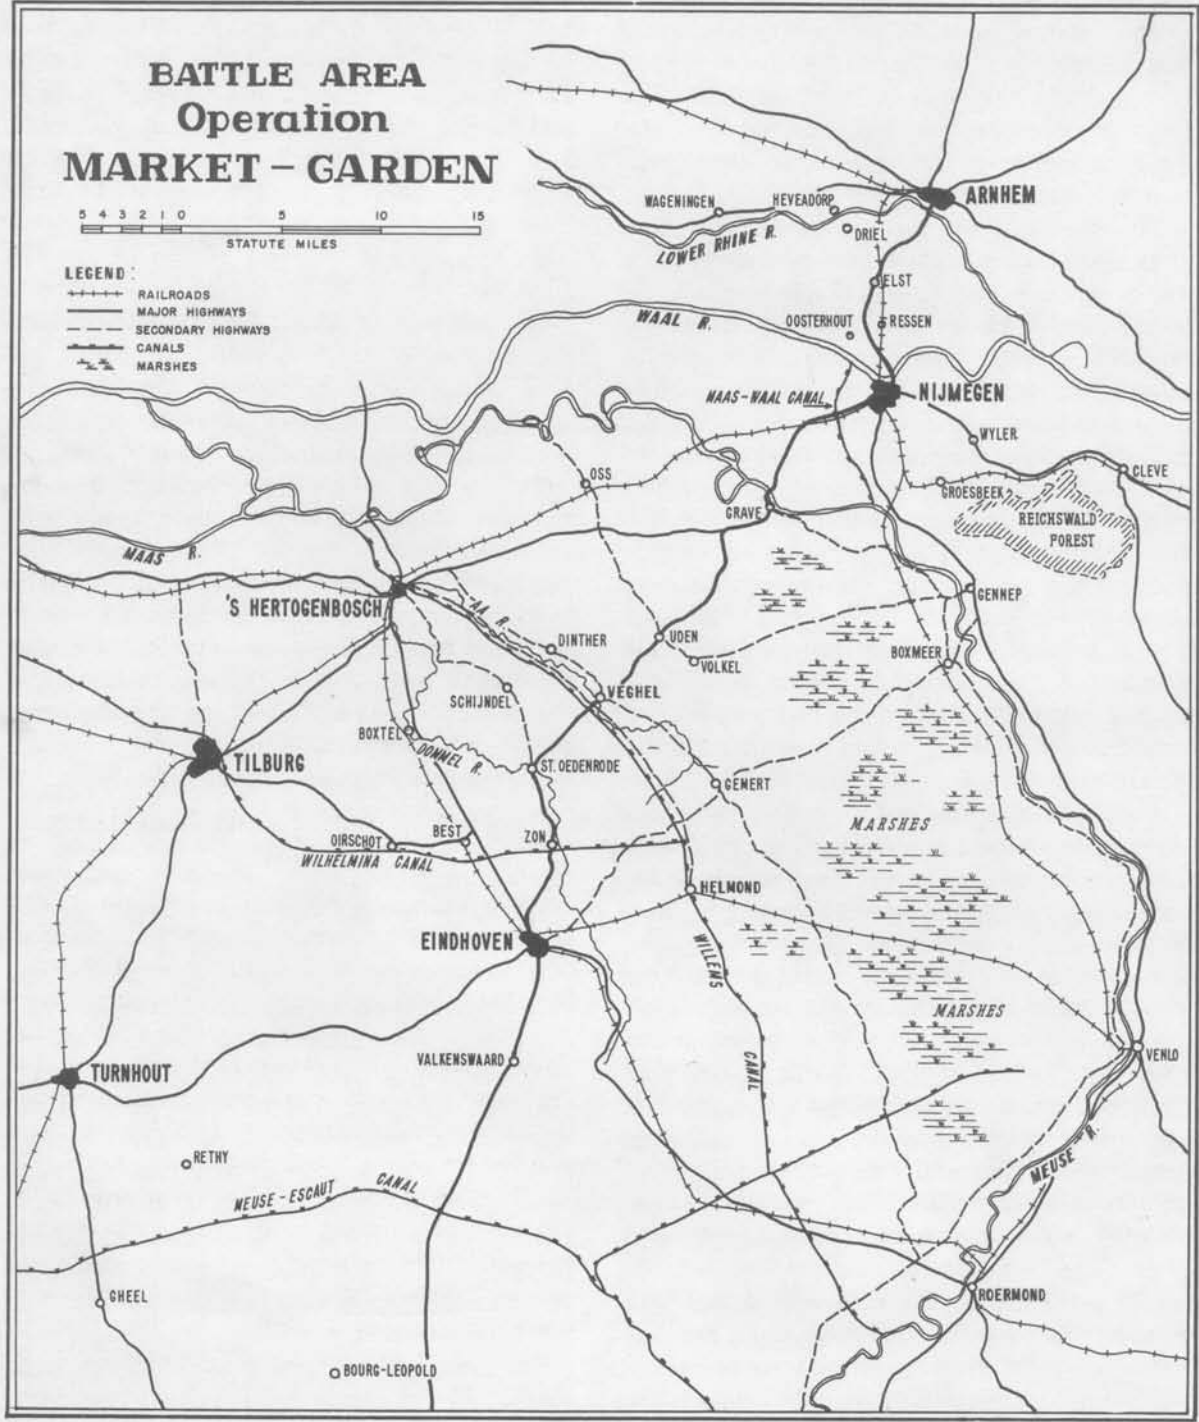 BATTLE AREA
Operation
MARKET - GARDEN
5 4 3 2 1 0 5 10 15
STATUTE MILES
LEGEND:
RAILROADS
MAJOR HIGHWAYS
SECONDARY HIGHWAYS
CANALS
MARSHES
WAGENINGEN
HEVEADORP
ARNHEM
DRIEL
LOWER RHINE R.
ELST
WAAL R.
OOSTERHOUT
RESSEN
MAAS-WAAL CANAL
NIJMEGEN
WYLER
CLEVE
OSS
GROESBEEK
GRAVE
REICHSWALD
FOREST
MAAS R.
'S HERTOGENBOSCH
AA R.
GENNEP
DINTHER
UDEN
VOLKEL
BOXMEER
SCHIJNDEL
VEGHEL
BOXTEL
DOMMEL R.
TILBURG
ST. OEDENRODE
GEMERT
MARSHES
OIRSCHOT
BEST
ZON
WILHELMINA CANAL
HELMOND
EINDHOVEN
WILLEMS
CANAL
MARSHES
VALKENSWAARD
VENLO
TURNHOUT
RETHY
MEUSE-ESCAUT CANAL
MEUSE R.
GHEEL
ROERMOND
BOURG-LEOPOLD